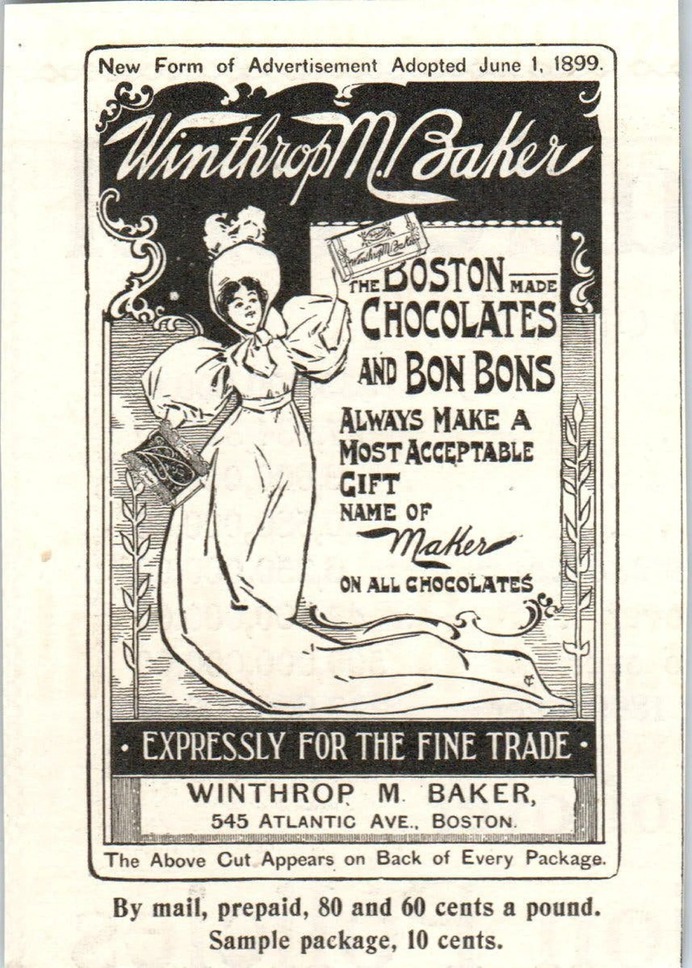 New Form of Advertisement Adopted June 1, 1899.
Winthrop M. Baker
Winthrop M. Baker
THE BOSTON MADE
CHOCOLATES
AND BON BONS
ALWAYS MAKE A
MOST ACCEPTABLE
GIFT
NAME OF
Maker
ON ALL CHOCOLATES
· EXPRESSLY FOR THE FINE TRADE ·
WINTHROP M. BAKER,
545 ATLANTIC AVE., BOSTON.
The Above Cut Appears on Back of Every Package.
By mail, prepaid, 80 and 60 cents a pound.
Sample package, 10 cents.